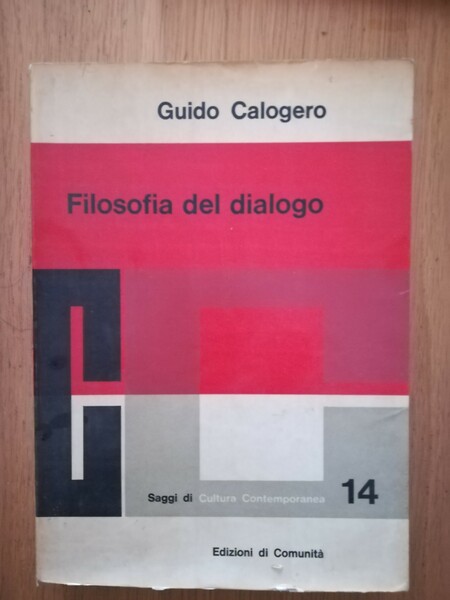 Guido Calogero
Filosofia del dialogo
Saggi di Cultura Contemporanea 14
Edizioni di Comunità